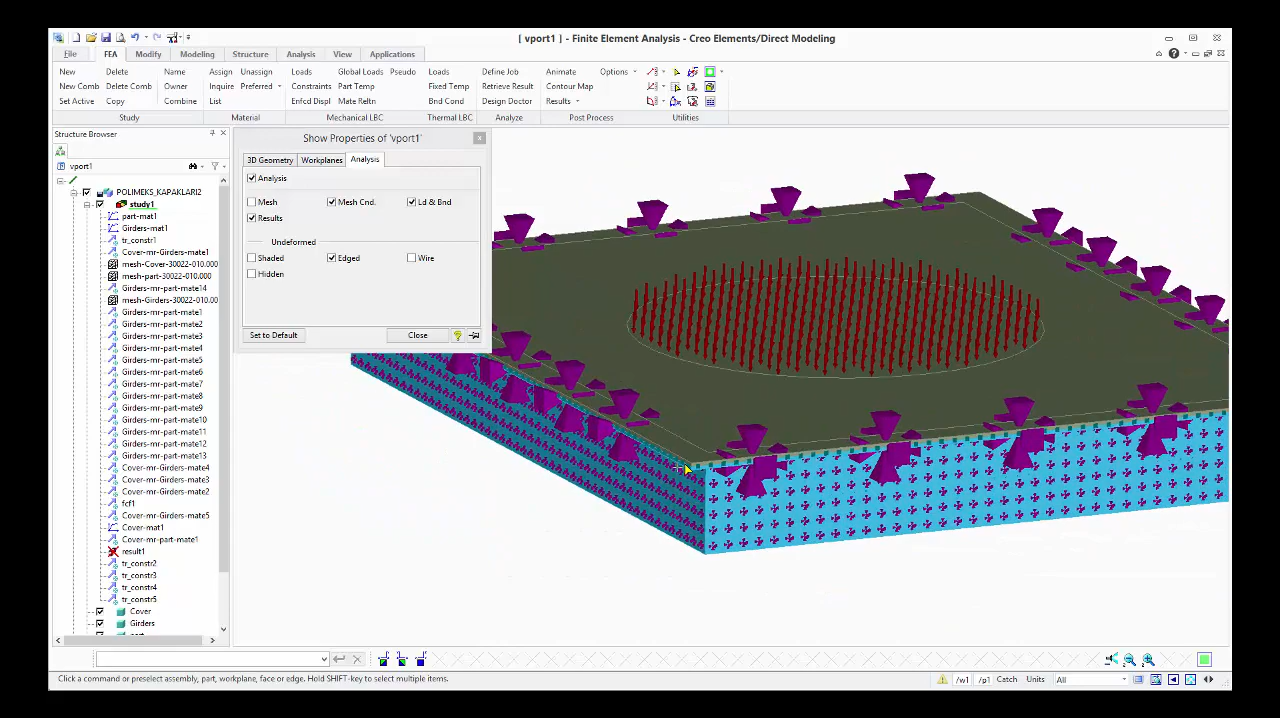 [ vport1 ] - Finite Element Analysis - Creo Elements/Direct Modeling
File FEA Modify Modeling Structure Analysis View Applications
New Delete Name Assign Unassign Loads Global Loads Pseudo Loads Define Job Animate Options
New Comb Delete Comb Owner Inquire Preferred Constraints Part Temp Fixed Temp Retrieve Result Contour Map
Set Active Copy Combine List Enfcd Displ Mate Reltn Bnd Cond Design Doctor Results
Study Material Mechanical LBC Thermal LBC Analyze Post Process Utilities
Structure Browser
vport1
POLIMEKS_KAPAKLARI2
study1
part-mat1
Girders-mat1
tr_constr1
Cover-mr-Girders-mate1
mesh-Cover-30022-010.000
mesh-part-30022-010.000
Girders-mr-part-mate14
mesh-Girders-30022-010.00
Girders-mr-part-mate1
Girders-mr-part-mate2
Girders-mr-part-mate3
Girders-mr-part-mate4
Girders-mr-part-mate5
Girders-mr-part-mate6
Girders-mr-part-mate7
Girders-mr-part-mate8
Girders-mr-part-mate9
Girders-mr-part-mate10
Girders-mr-part-mate11
Girders-mr-part-mate12
Girders-mr-part-mate13
Cover-mr-Girders-mate4
Cover-mr-Girders-mate3
Cover-mr-Girders-mate2
fcf1
Cover-mr-Girders-mate5
Cover-mat1
Cover-mr-part-mate1
result1
tr_constr2
tr_constr3
tr_constr4
tr_constr5
Cover
Girders
Show Properties of 'vport1'
3D Geometry Workplanes Analysis
Analysis
Mesh Mesh Cnd. Ld & Bnd
Results
Undeformed
Shaded Edged Wire
Hidden
Set to Default Close
Click a command or preselect assembly, part, workplane, face or edge. Hold SHIFT-key to select multiple items.
/w1 /p1 Catch Units All